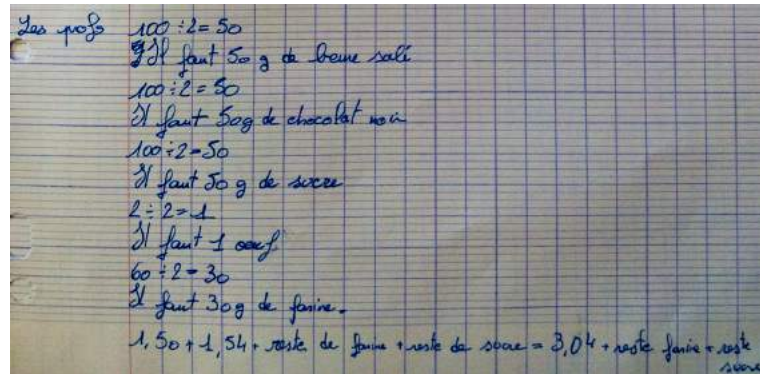 Les profs 100 ÷ 2 = 50
Il faut 50 g de beurre salé
100 ÷ 2 = 50
Il faut 50g de chocolat noir
100 ÷ 2 = 50
Il faut 50 g de sucre
2 ÷ 2 = 1
Il faut 1 oeuf
60 ÷ 2 = 30
Il faut 30g de farine.
1,50 + 1,54 + reste de farine + reste de sucre = 3,04 + reste farine + reste
sucre